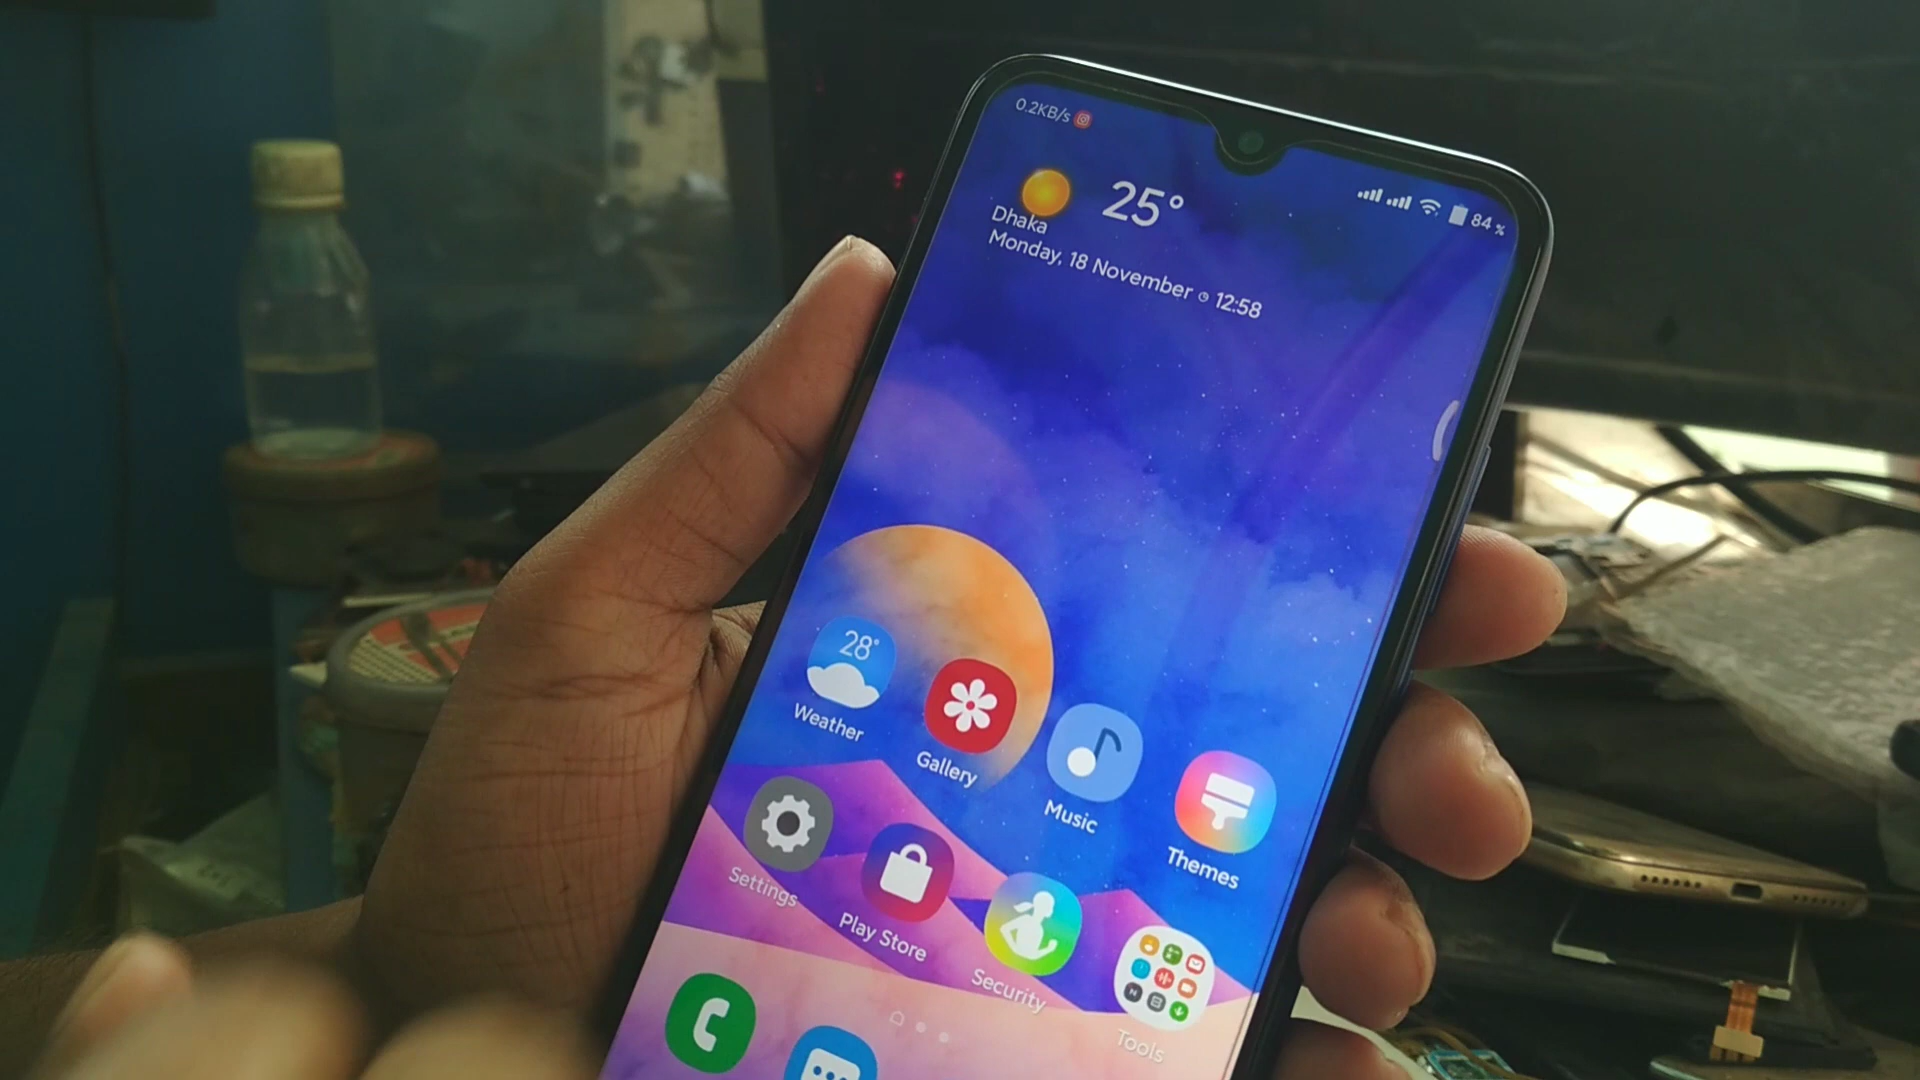 0.2KB/s
84 %
25°
Dhaka
Monday, 18 November 12:58
28°
Weather
Gallery
Music
Themes
Settings
Play Store
Security
Tools